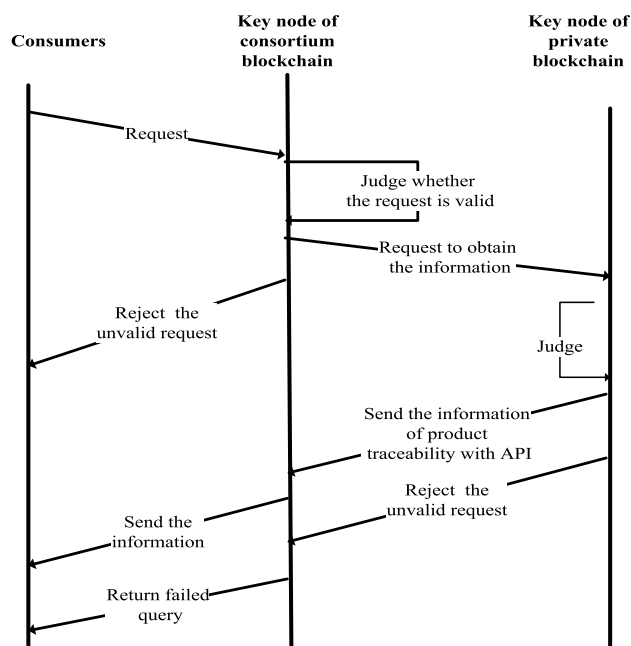 Consumers
Key node of
consortium
blockchain
Key node of
private
blockchain
Request
Judge whether
the request is valid
Request to obtain
the information
Reject the
unvalid request
Judge
Send the information
of product
traceability with API
Reject the
unvalid request
Send the
information
Return failed
query